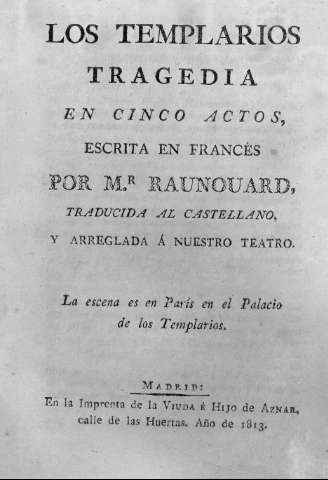 LOS TEMPLARIOS
TRAGEDIA
EN CINCO ACTOS,
ESCRITA EN FRANCÉS
POR M.R RAUNOUARD,
TRADUCIDA AL CASTELLANO,
Y ARREGLADA Á NUESTRO TEATRO.
La escena es en París en el Palacio
de los Templarios.
MADRID:
En la Imprenta de la VIUDA É HIJO de AZNAR,
calle de las Huertas. Año de 1813.